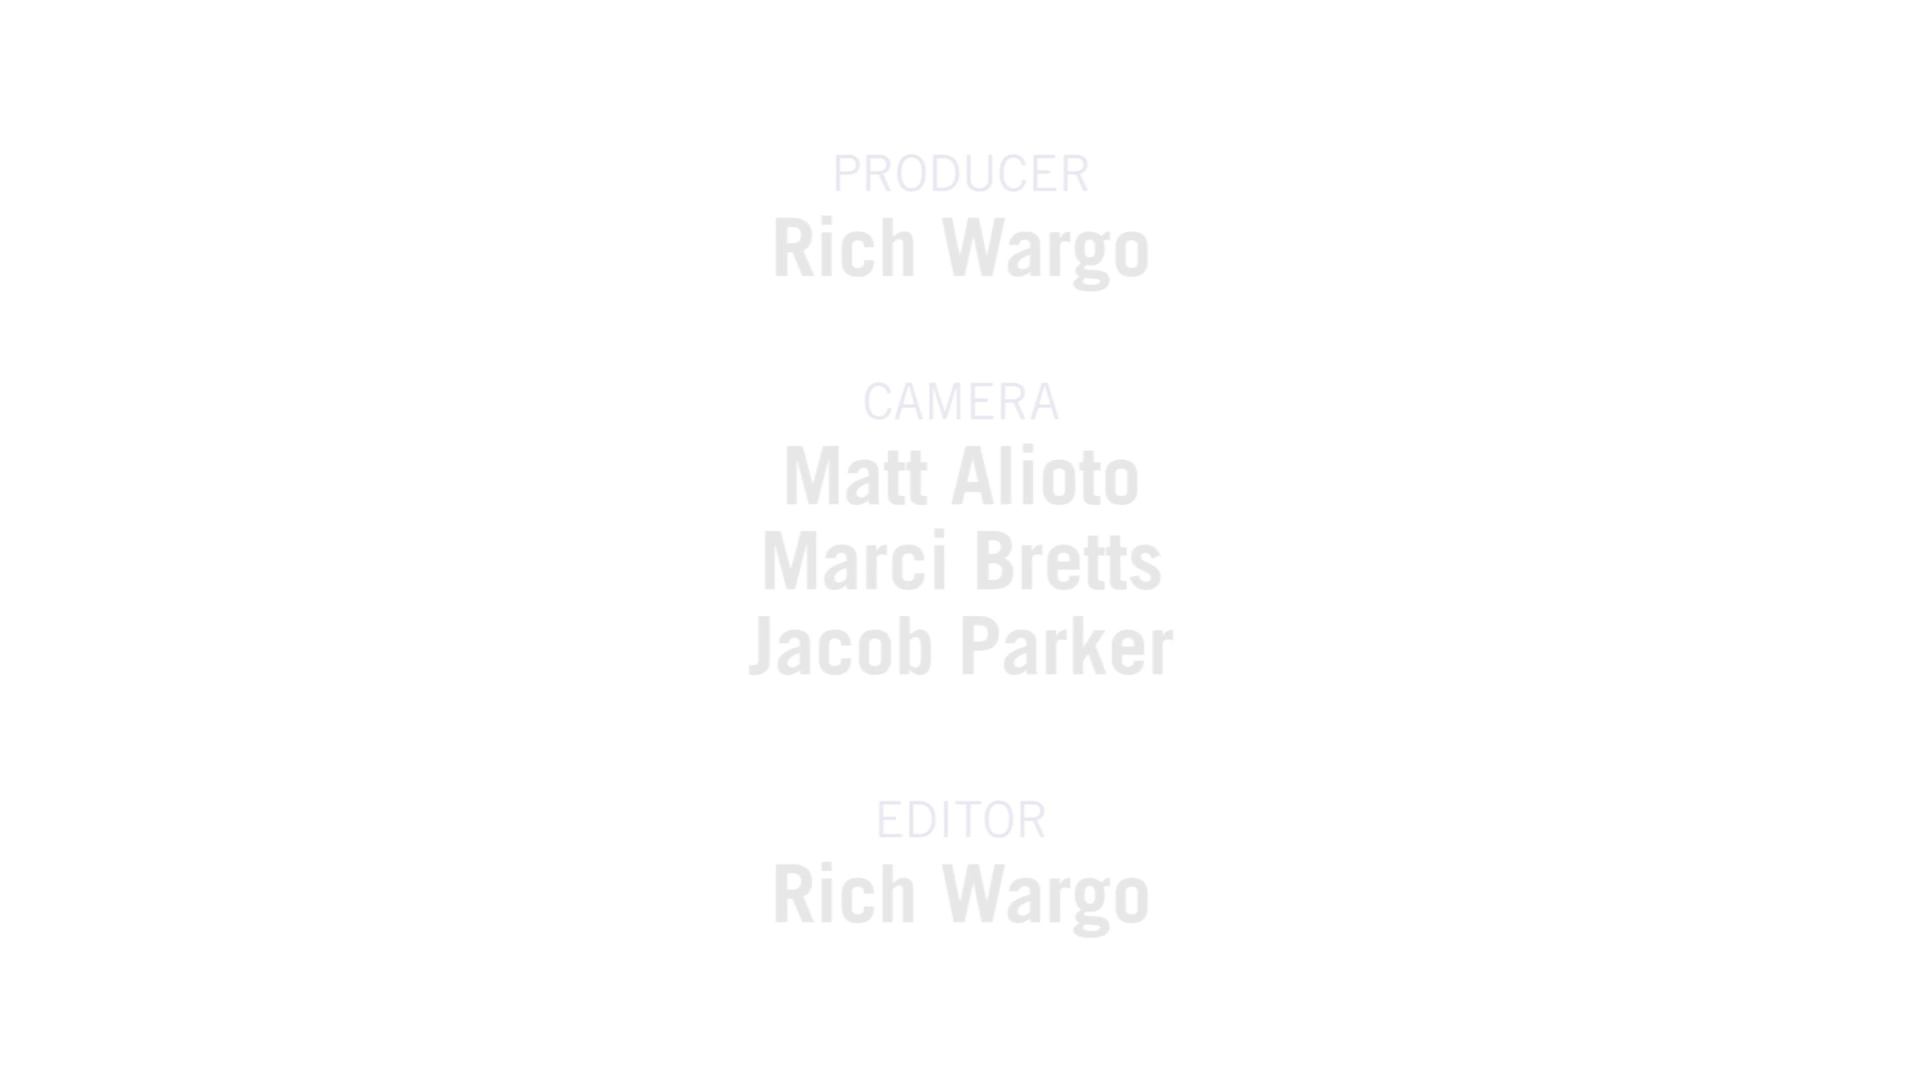 PRODUCER
Rich Wargo
CAMERA
Matt Alioto
Marci Bretts
Jacob Parker
EDITOR
Rich Wargo